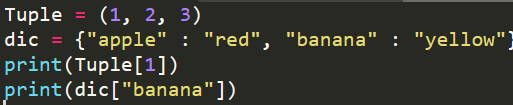 Tuple = (1, 2, 3)
dic = {"apple" : "red", "banana" : "yellow"}
print(Tuple[1])
print(dic["banana"])